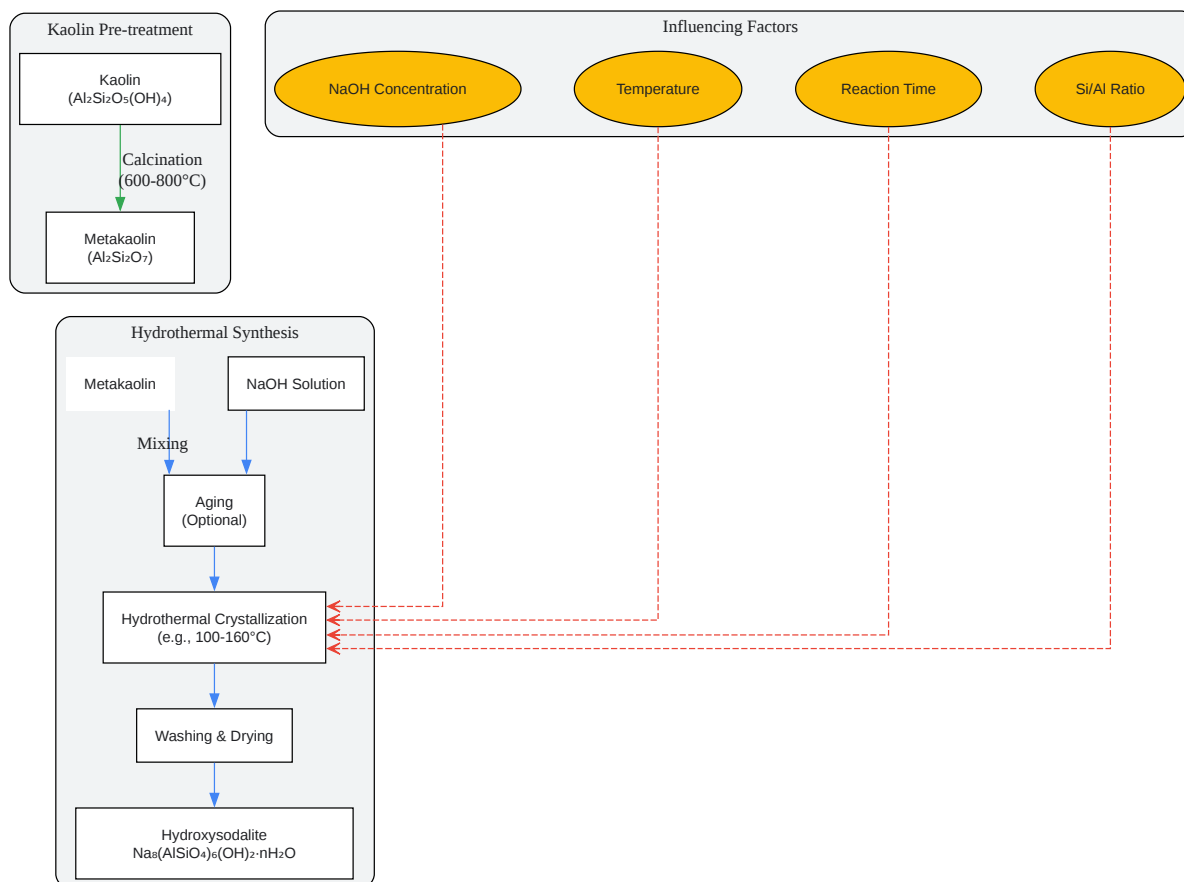 Kaolin Pre-treatment
Kaolin
(Al₂Si₂O₅(OH)₄)
Calcination
(600-800°C)
Metakaolin
(Al₂Si₂O₇)
Influencing Factors
NaOH Concentration
Temperature
Reaction Time
Si/Al Ratio
Hydrothermal Synthesis
Metakaolin
NaOH Solution
Mixing
Aging
(Optional)
Hydrothermal Crystallization
(e.g., 100-160°C)
Washing & Drying
Hydroxysodalite
Na₈(AlSiO₄)₆(OH)₂·nH₂O